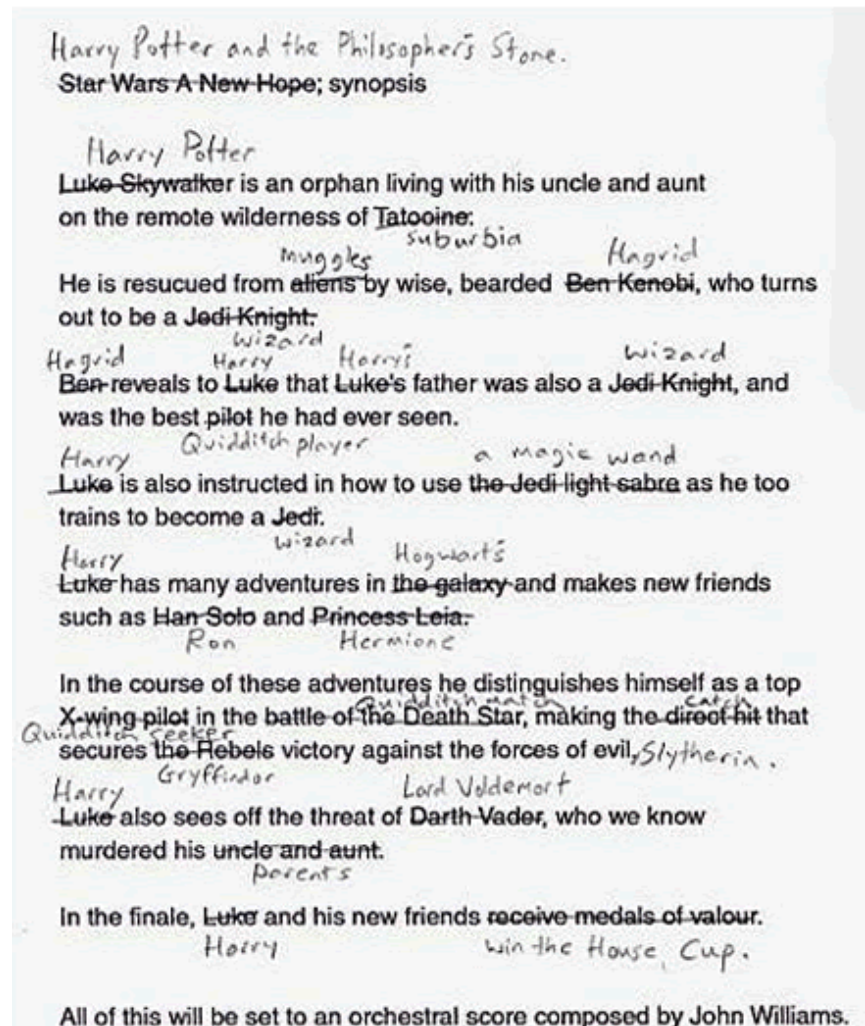 Harry Potter and the Philosopher's Stone.
Star Wars A New Hope; synopsis
Harry Potter
Luke Skywalker is an orphan living with his uncle and aunt
on the remote wilderness of Tatooine.
suburbia
muggles Hagrid
He is resucued from aliens by wise, bearded Ben Kenobi, who turns
out to be a Jedi Knight.
wizard
Hagrid Harry Harry's wizard
Ben reveals to Luke that Luke's father was also a Jedi Knight, and
was the best pilot he had ever seen.
Quidditch player
Harry a magic wand
Luke is also instructed in how to use the Jedi light sabre as he too
trains to become a Jedi.
wizard
Harry Hogwarts
Luke has many adventures in the galaxy and makes new friends
such as Han Solo and Princess Leia.
Ron Hermione
In the course of these adventures he distinguishes himself as a top
Quidditch match catch
X-wing pilot in the battle of the Death Star, making the direct hit that
Quidditch seeker
secures the Rebels victory against the forces of evil, Slytherin.
Gryffindor
Harry Lord Voldemort
Luke also sees off the threat of Darth Vader, who we know
murdered his uncle and aunt.
parents
In the finale, Luke and his new friends receive medals of valour.
Harry win the House Cup.
All of this will be set to an orchestral score composed by John Williams.